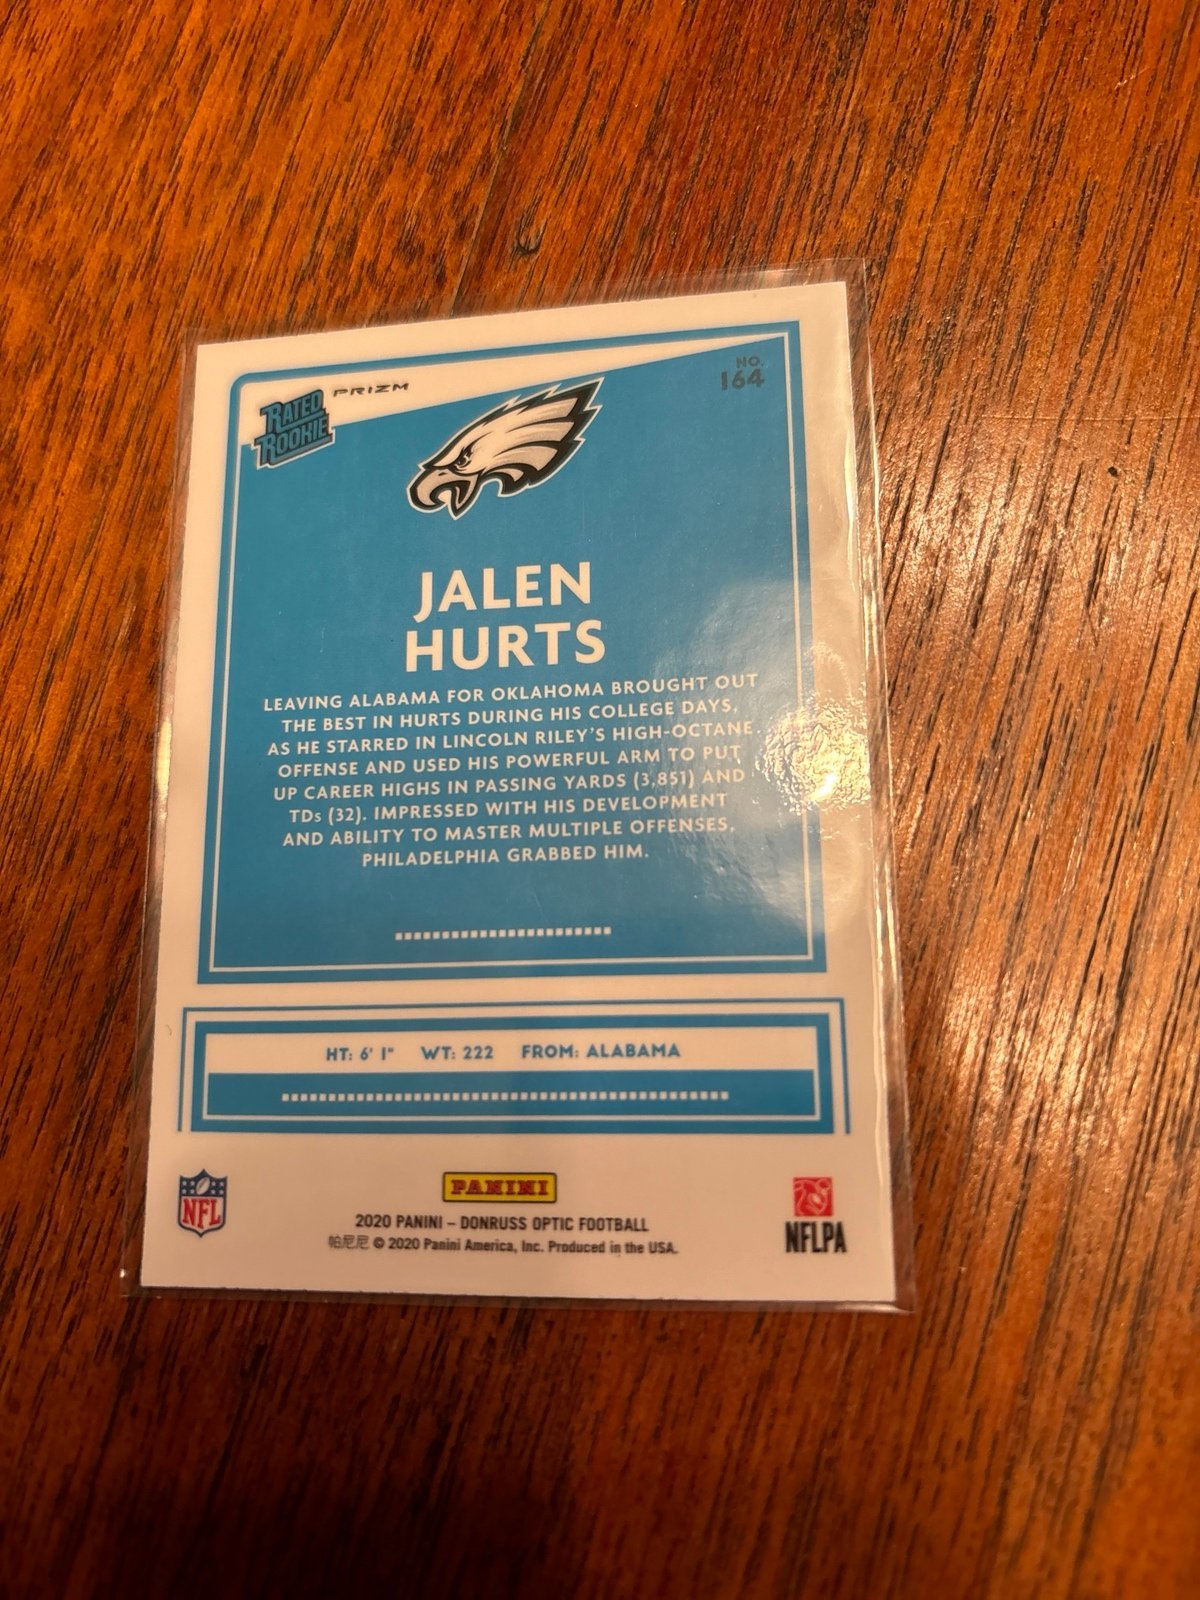 RATED
ROOKIE
PRIZM
NO.
164
JALEN
HURTS
LEAVING ALABAMA FOR OKLAHOMA BROUGHT OUT
THE BEST IN HURTS DURING HIS COLLEGE DAYS,
AS HE STARRED IN LINCOLN RILEY'S HIGH-OCTANE
OFFENSE AND USED HIS POWERFUL ARM TO PUT
UP CAREER HIGHS IN PASSING YARDS (3,851) AND
TDs (32). IMPRESSED WITH HIS DEVELOPMENT
AND ABILITY TO MASTER MULTIPLE OFFENSES,
PHILADELPHIA GRABBED HIM.
HT: 6' 1" WT: 222 FROM: ALABAMA
NFL
PANINI
2020 PANINI – DONRUSS OPTIC FOOTBALL
帕尼尼 © 2020 Panini America, Inc. Produced in the USA.
NFLPA